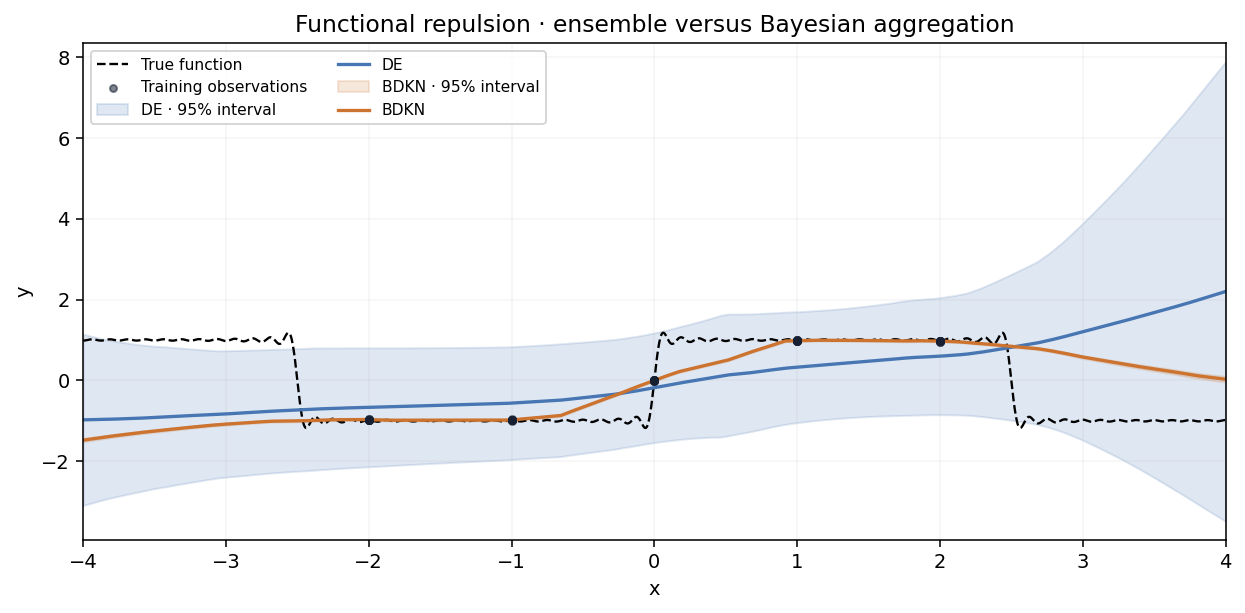 Functional repulsion · ensemble versus Bayesian aggregation
True function
Training observations
DE · 95% interval
DE
BDKN · 95% interval
BDKN
8
6
4
2
0
−2
y
−4 −3 −2 −1 0 1 2 3 4
x